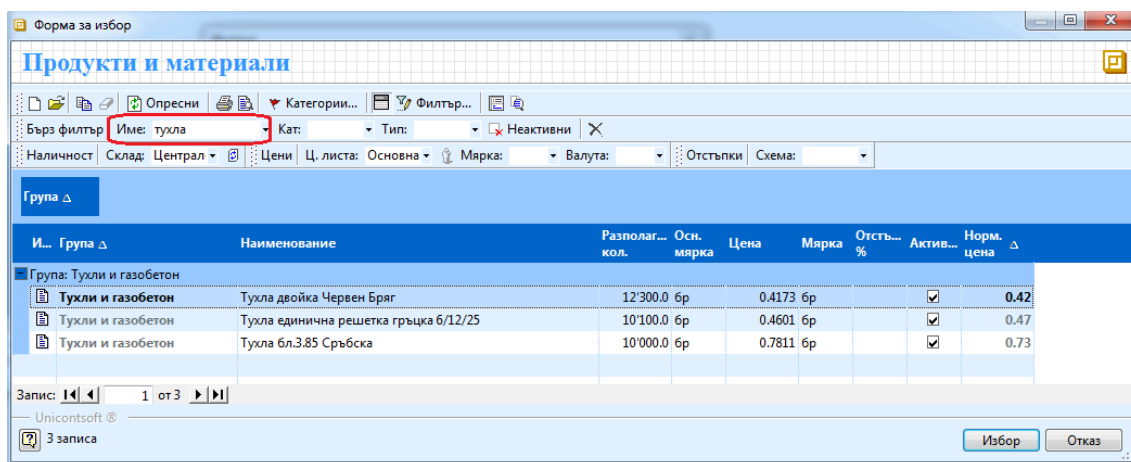 Форма за избор
Продукти и материали
Опресни Категории... Филтър...
Бърз филтър Име: тухла Кат: Тип: Неактивни
Наличност Склад: Централ Цени Ц. листа: Основна Мярка: Валута: Отстъпки Схема:
Група
И... Група Наименование Разполаг... кол. Осн. мярка Цена Мярка Отстъ... % Актив... Норм. цена
Група: Тухли и газобетон
Тухли и газобетон Тухла двойка Червен Бряг 12'300.0 бр 0.4173 бр 0.42
Тухли и газобетон Тухла единична решетка гръцка 6/12/25 10'100.0 бр 0.4601 бр 0.47
Тухли и газобетон Тухла бл.3.85 Сръбска 10'000.0 бр 0.7811 бр 0.73
Запис: 1 от 3
Unicontsoft ®
3 записа Избор Отказ